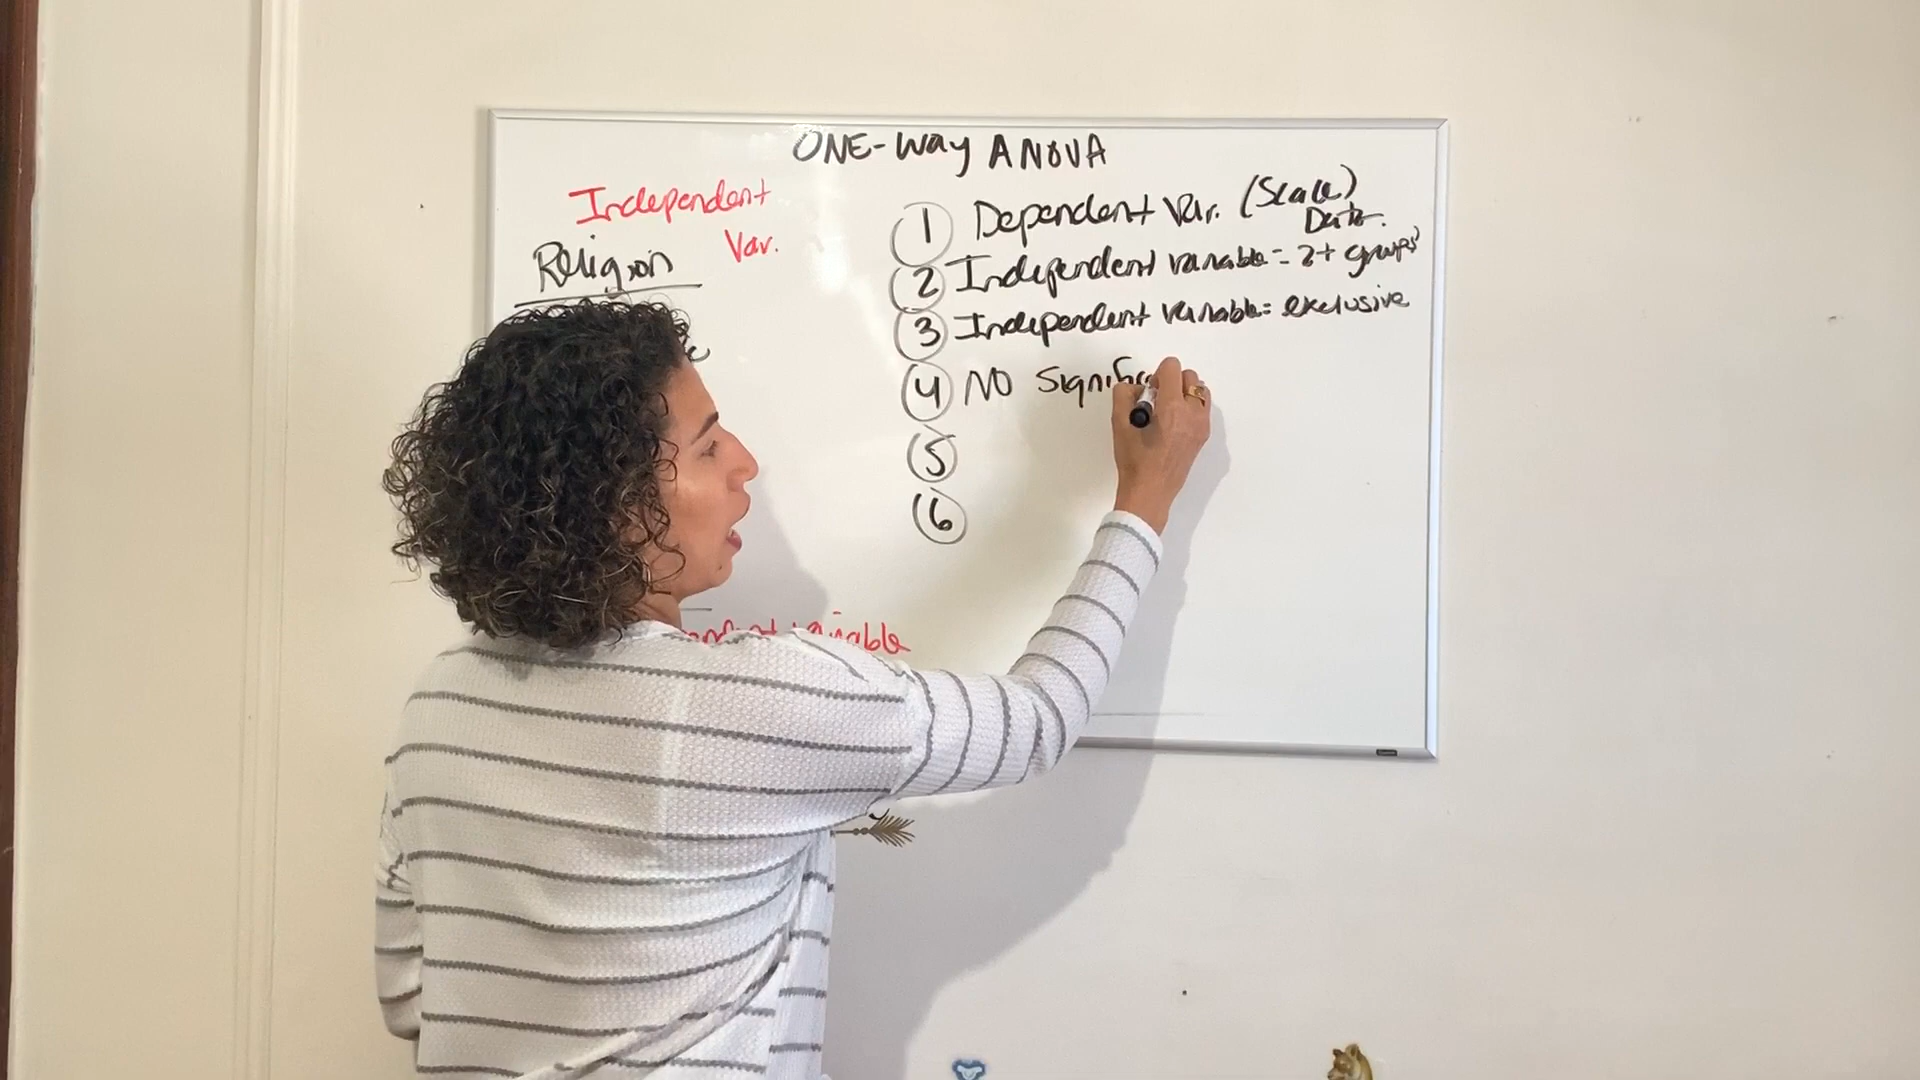 ONE-Way ANOVA
Independent
Var.
Religion
1 Dependent Var. (Scale)
Data.
2 Independent variable = 2+ groups
3 Independent variable = exclusive
4 NO Signific
5
6
variable